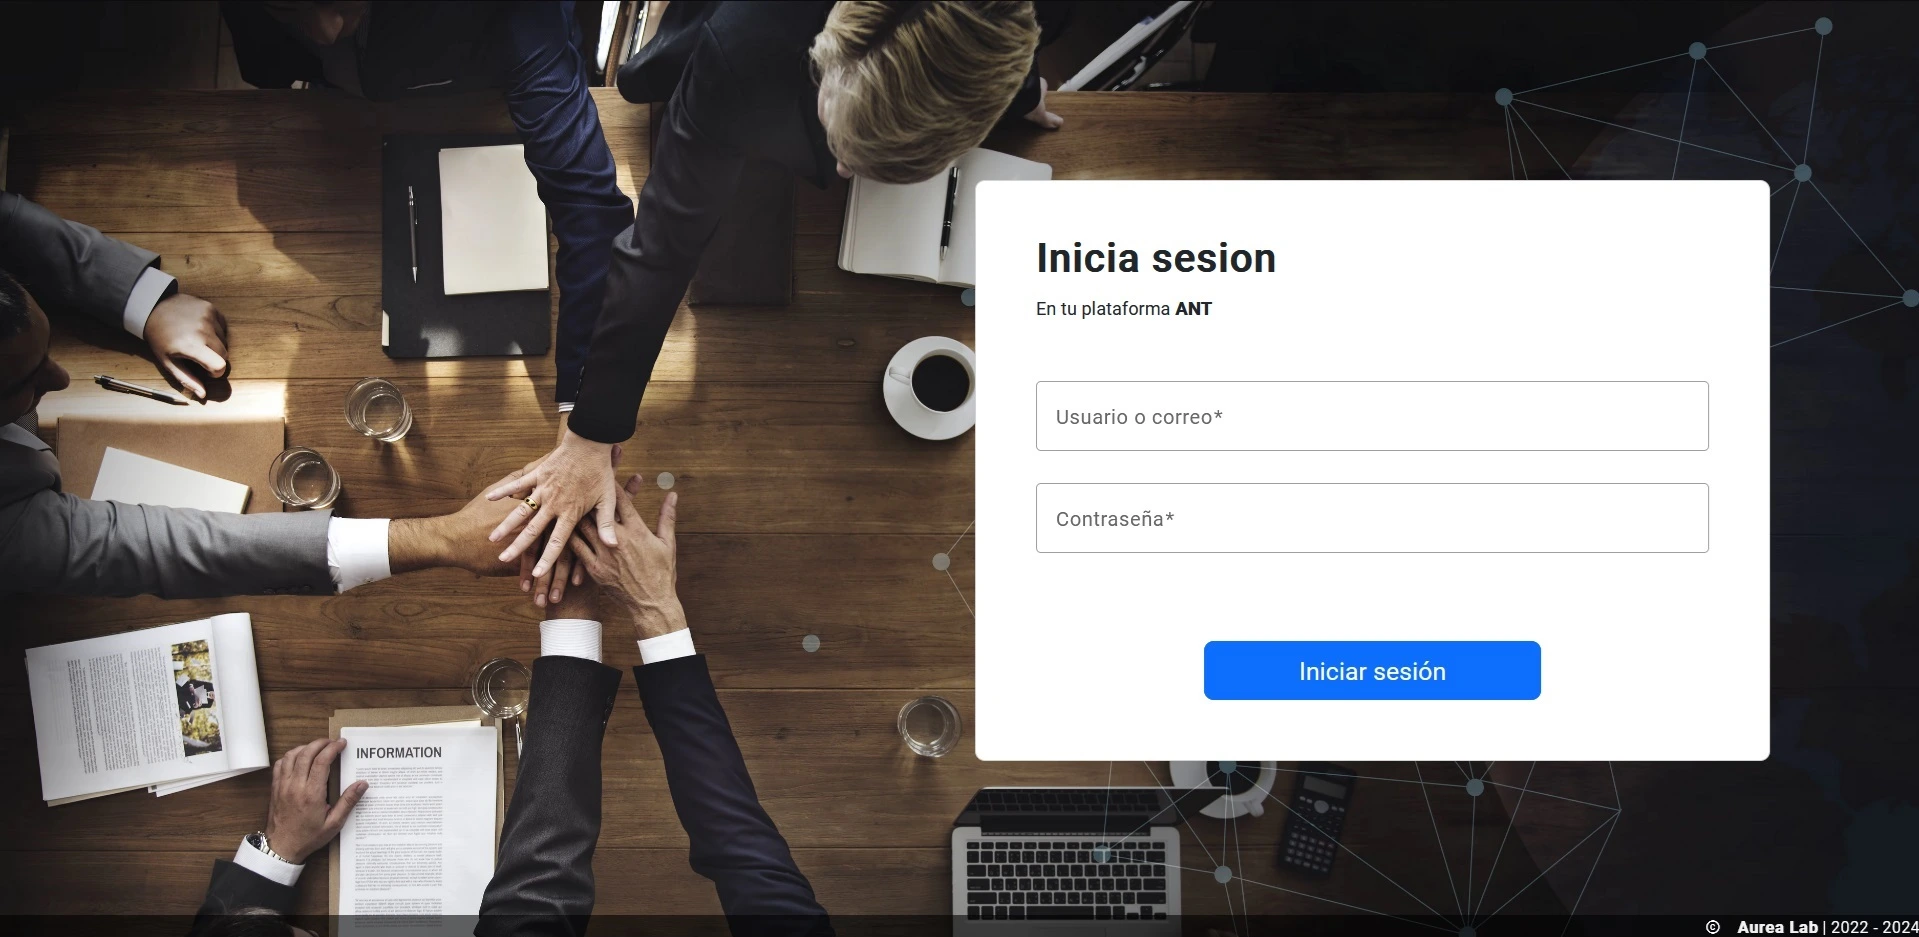 Inicia sesion
En tu plataforma ANT
Usuario o correo*
Contraseña*
Iniciar sesión
INFORMATION
© Aurea Lab | 2022 - 2024